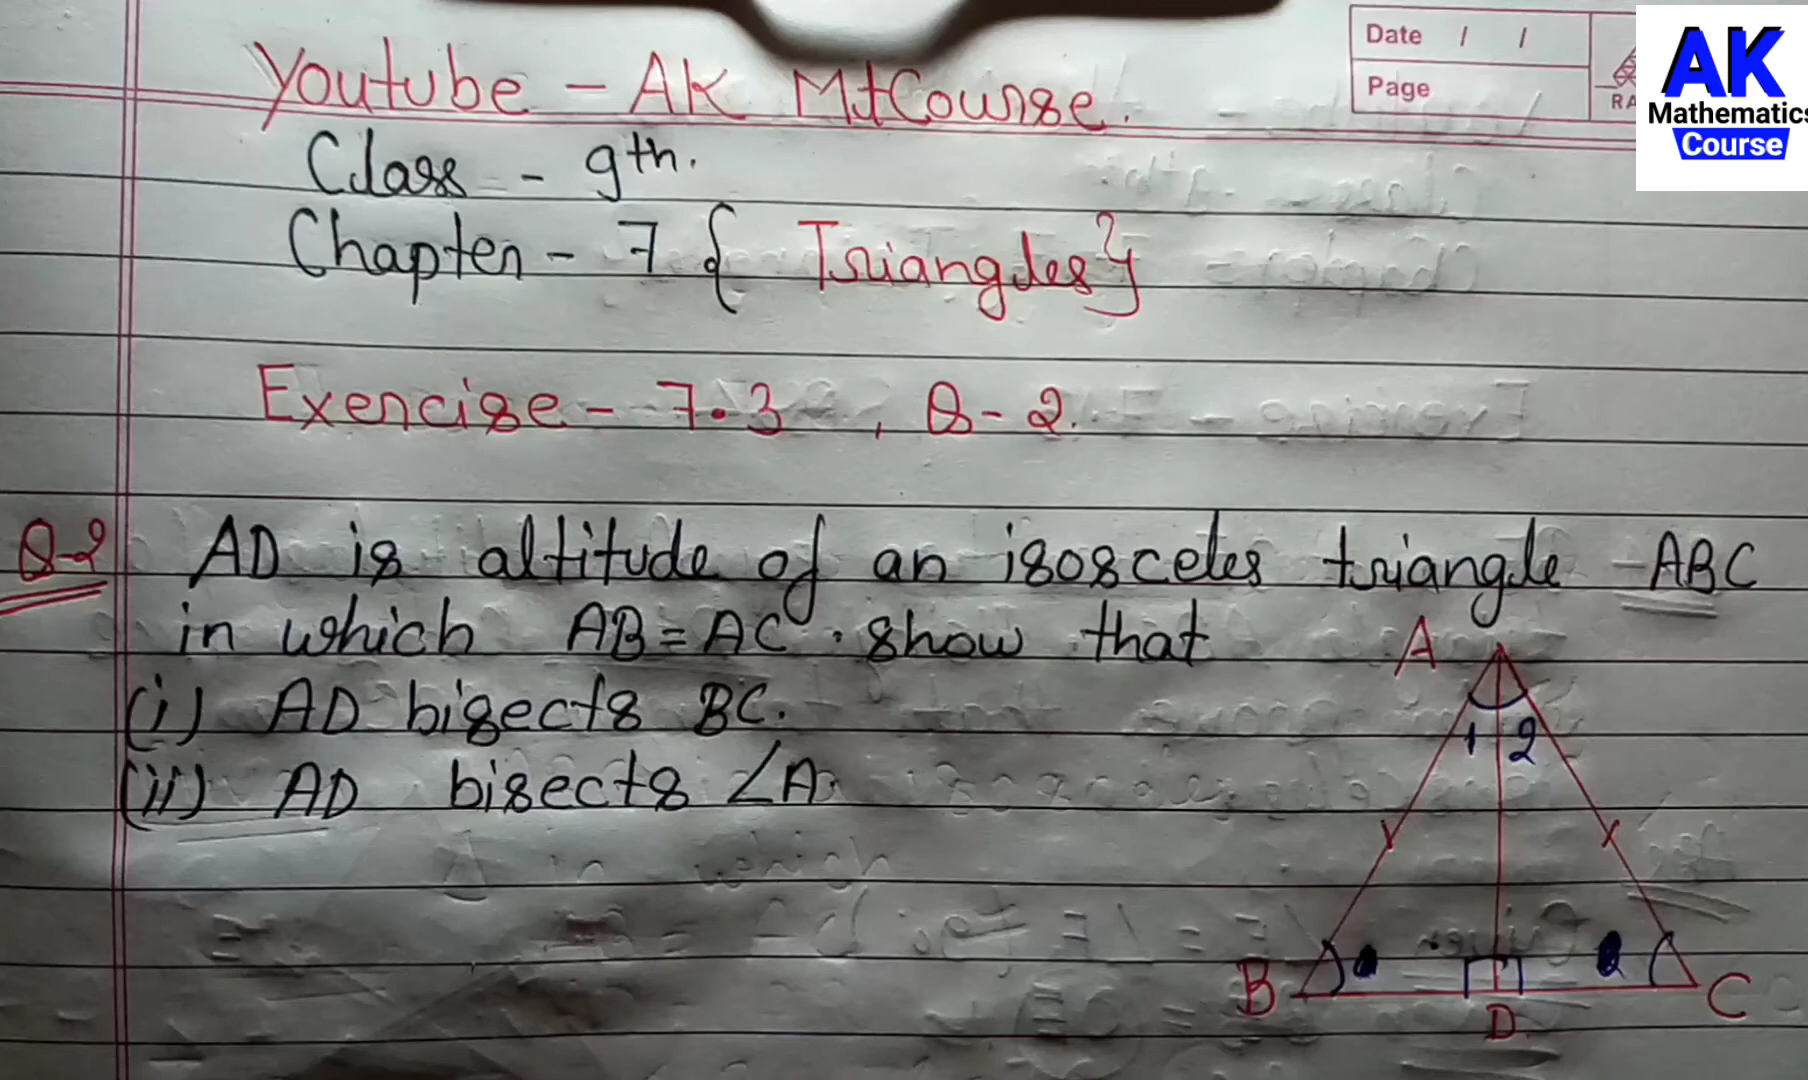 Date / /
Page
RA
AK
Mathematics
Course
Youtube - AK MtCourse.
Class - 9th.
Chapter - 7 { Triangles }
Exercise - 7.3 , Q - 2.
Q-2 AD is altitude of an isosceles triangle ABC
in which AB = AC . show that
(i) AD bisects BC.
(ii) AD bisects ∠A.
A
1 2
B C
D